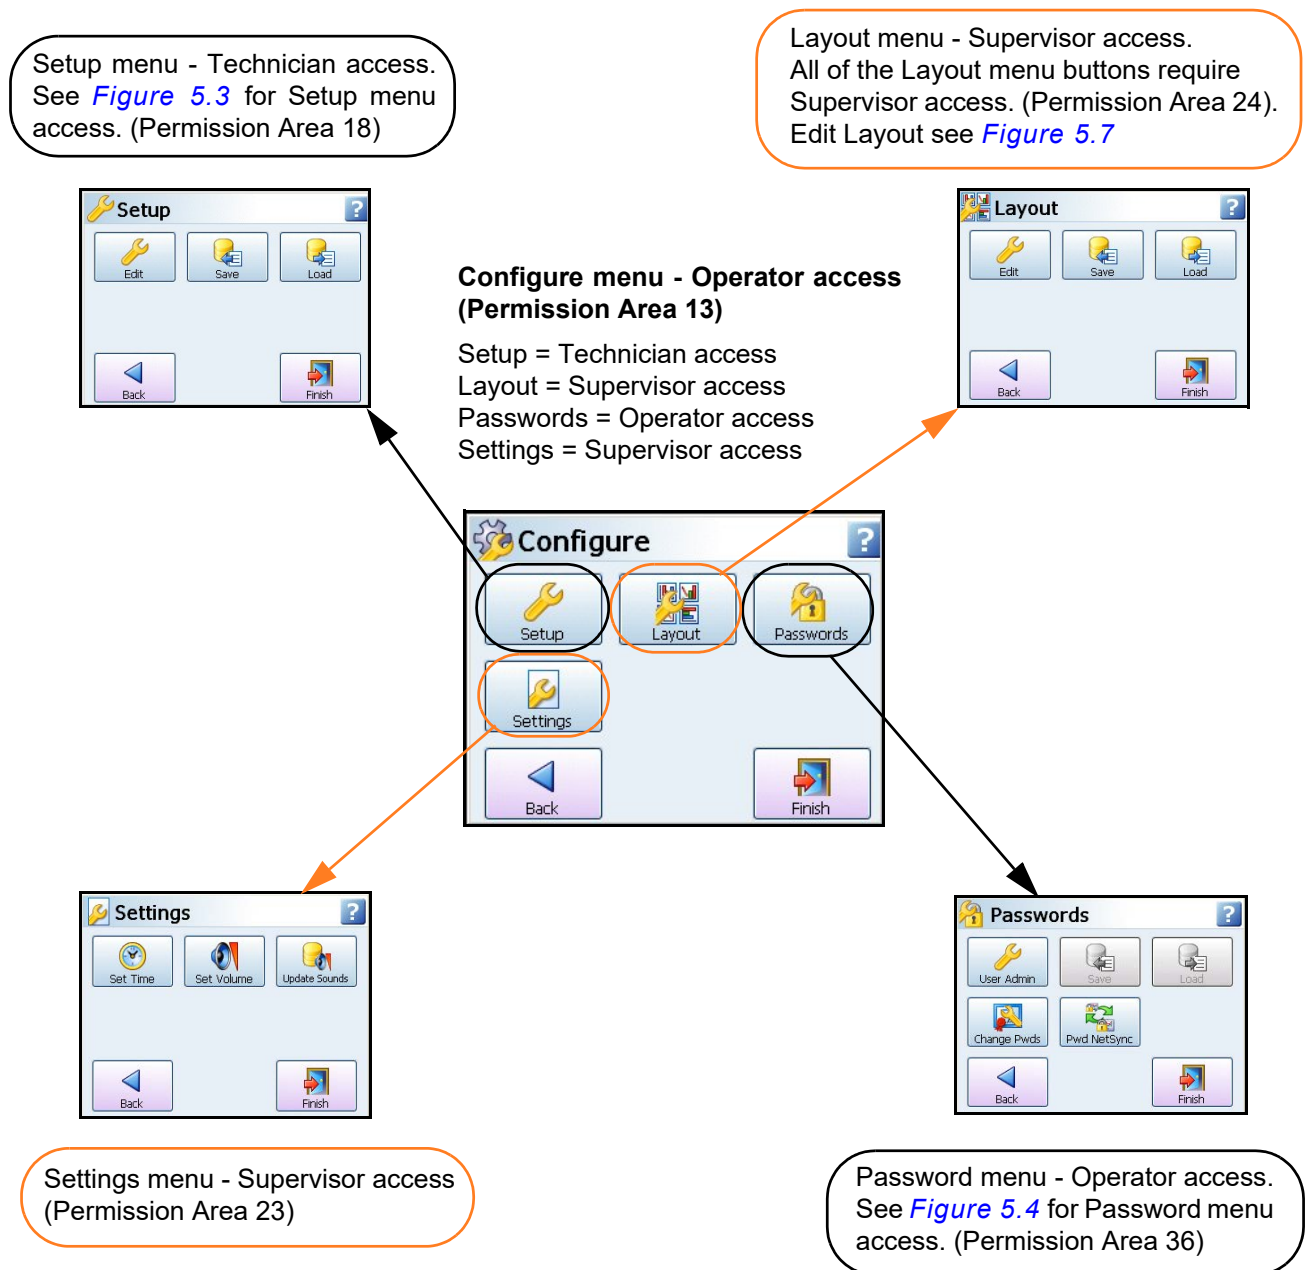 Setup menu - Technician access.
See Figure 5.3 for Setup menu
access. (Permission Area 18)
Layout menu - Supervisor access.
All of the Layout menu buttons require
Supervisor access. (Permission Area 24).
Edit Layout see Figure 5.7
Setup ?
Edit Save Load
Back Finish
Layout ?
Edit Save Load
Back Finish
Configure menu - Operator access
(Permission Area 13)
Setup = Technician access
Layout = Supervisor access
Passwords = Operator access
Settings = Supervisor access
Configure ?
Setup Layout Passwords
Settings
Back Finish
Settings ?
Set Time Set Volume Update Sounds
Back Finish
Passwords ?
User Admin Save Load
Change Pwds Pwd NetSync
Back Finish
Settings menu - Supervisor access
(Permission Area 23)
Password menu - Operator access.
See Figure 5.4 for Password menu
access. (Permission Area 36)